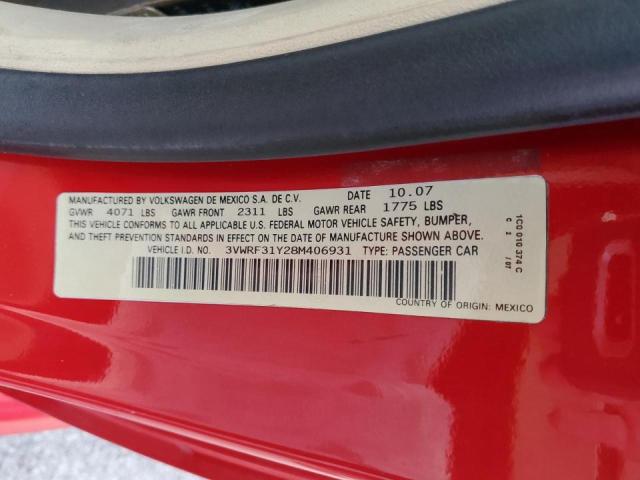 MANUFACTURED BY VOLKSWAGEN DE MEXICO S.A. DE C.V. DATE 10.07
GVWR 4071 LBS GAWR FRONT 2311 LBS GAWR REAR 1775 LBS
THIS VEHICLE CONFORMS TO ALL APPLICABLE FEDERAL MOTOR VEHICLE SAFETY, BUMPER,
AND THEFT PREVENTION STANDARDS IN EFFECT ON THE DATE OF MANUFACTURE SHOWN ABOVE.
VEHICLE I.D. NO. 3VWRF31Y28M406931 TYPE: PASSENGER CAR
COUNTRY OF ORIGIN: MEXICO
1C0 010 374 C
C 2 / 07